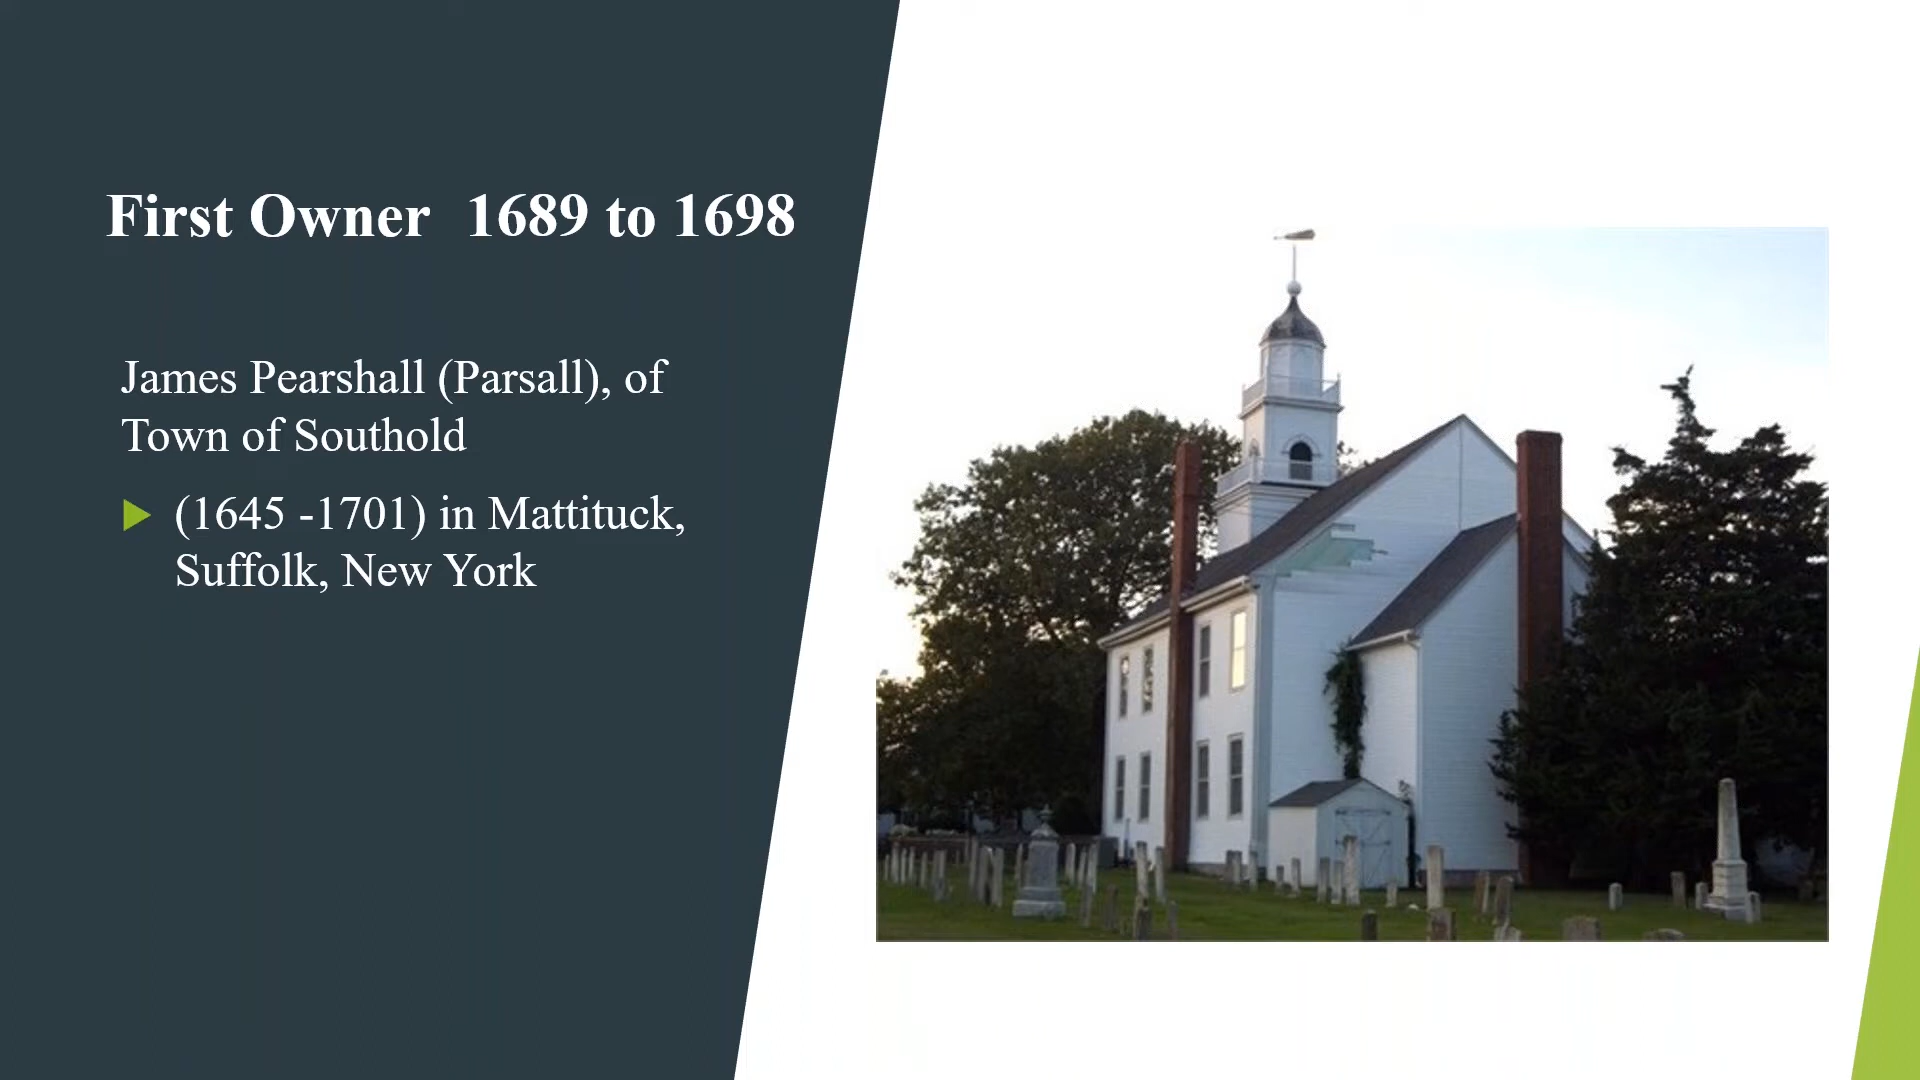 First Owner  1689 to 1698
James Pearshall (Parsall), of
Town of Southold
(1645 -1701) in Mattituck,
Suffolk, New York